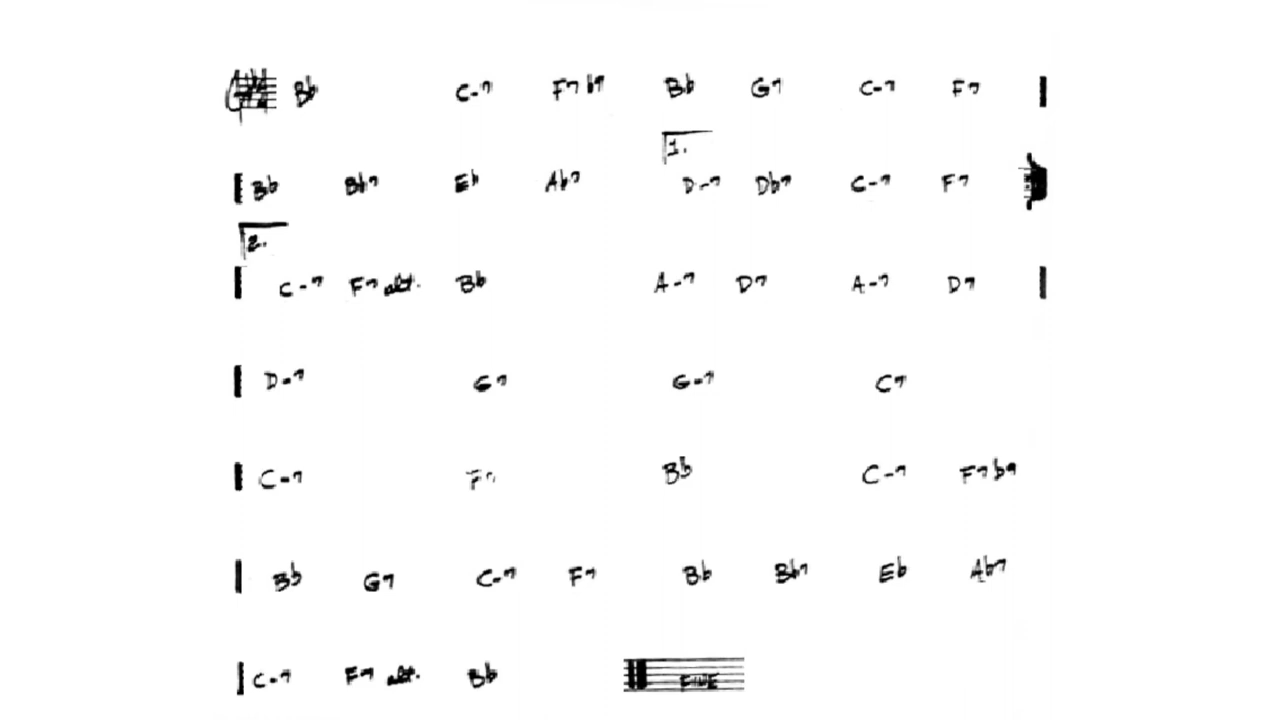 Bb C-7 F7b9 Bb G7 C-7 F7
1.
Bb Bb7 Eb Ab7 D-7 Db7 C-7 F7
2.
C-7 F7alt. Bb A-7 D7 A-7 D7
D-7 G7 G-7 C7
C-7 F7 Bb C-7 F7b9
Bb G7 C-7 F7 Bb Bb7 Eb Ab7
C-7 F7 alt. Bb FINE